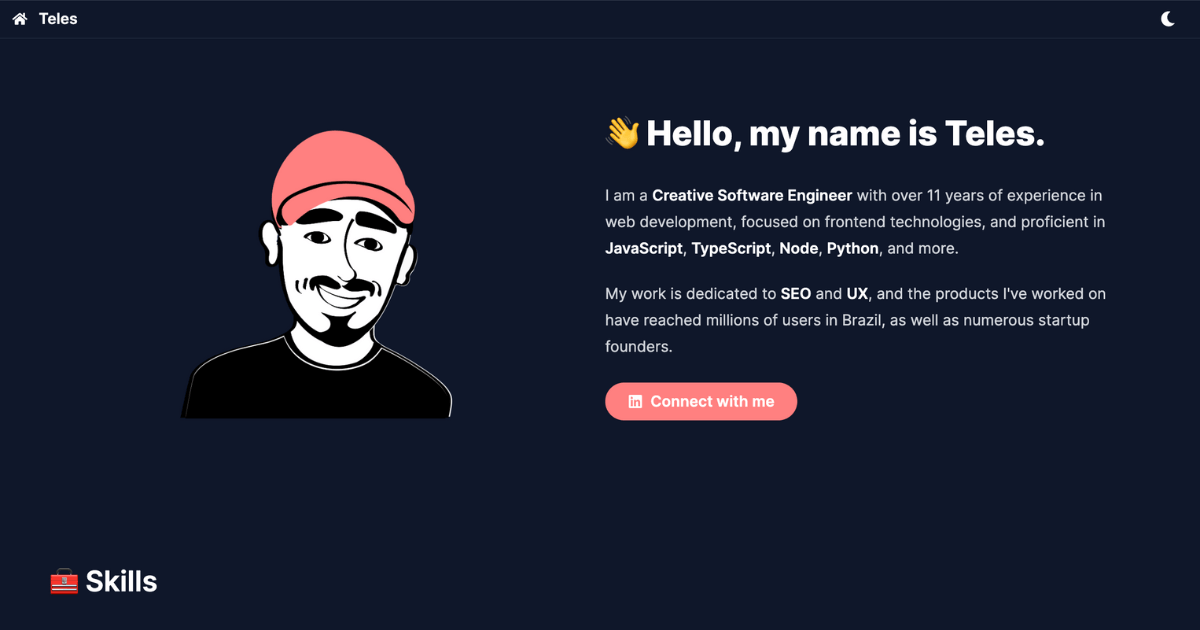 Teles
👋 Hello, my name is Teles.
I am a Creative Software Engineer with over 11 years of experience in
web development, focused on frontend technologies, and proficient in
JavaScript, TypeScript, Node, Python, and more.
My work is dedicated to SEO and UX, and the products I've worked on
have reached millions of users in Brazil, as well as numerous startup
founders.
in Connect with me
🧰 Skills